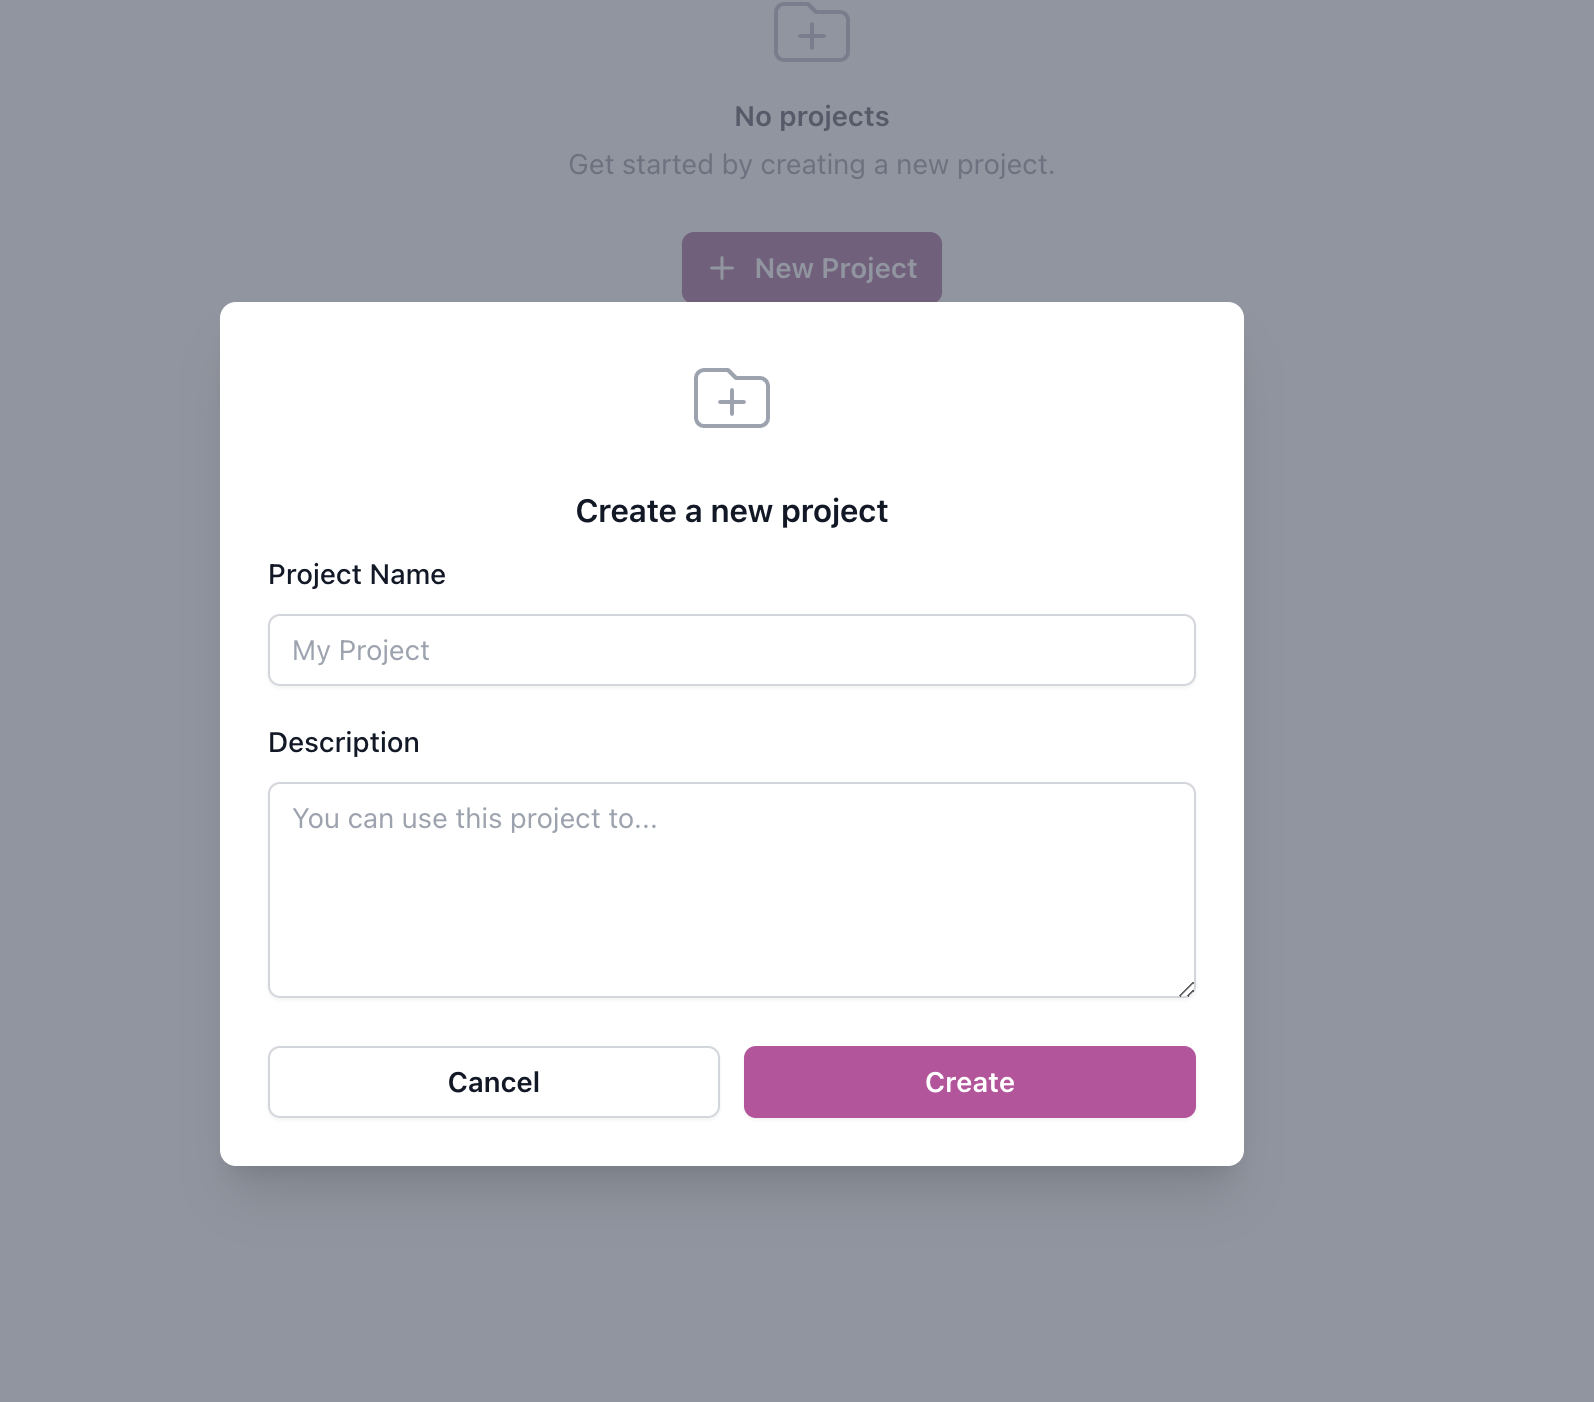 No projects
Get started by creating a new project.
New Project
Create a new project
Project Name
My Project
Description
You can use this project to...
Cancel
Create